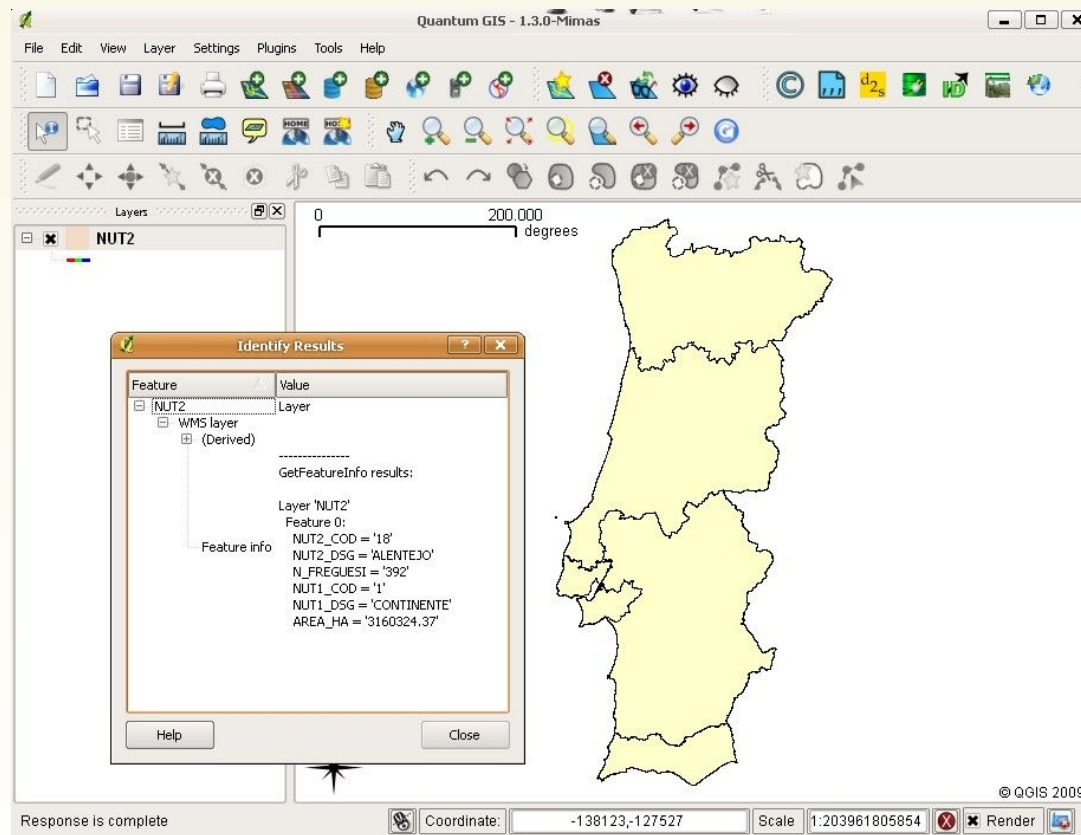 Quantum GIS - 1.3.0-Mimas
File Edit View Layer Settings Plugins Tools Help
Layers
NUT2
0 200.000
degrees
Identify Results
Feature Value
NUT2 Layer
WMS layer
(Derived)
---------------
GetFeatureInfo results:
Layer 'NUT2'
Feature 0:
NUT2_COD = '18'
Feature info
NUT2_DSG = 'ALENTEJO'
N_FREGUESI = '392'
NUT1_COD = '1'
NUT1_DSG = 'CONTINENTE'
AREA_HA = '3160324.37'
Help Close
© QGIS 2009
Response is complete Coordinate: -138123,-127527 Scale 1:203961805854 Render